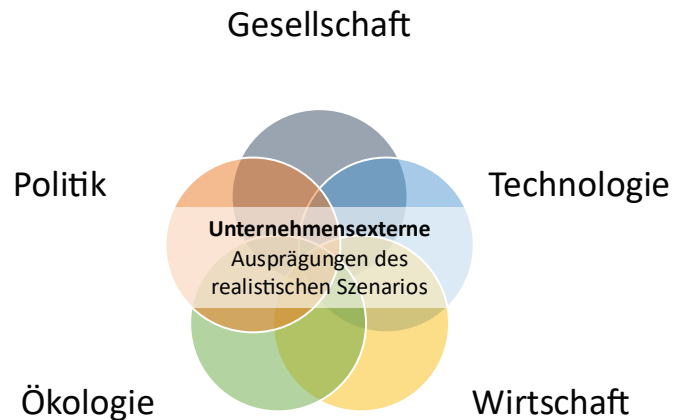 Gesellschaft
Politik
Technologie
Unternehmensexterne
Ausprägungen des
realistischen Szenarios
Ökologie
Wirtschaft